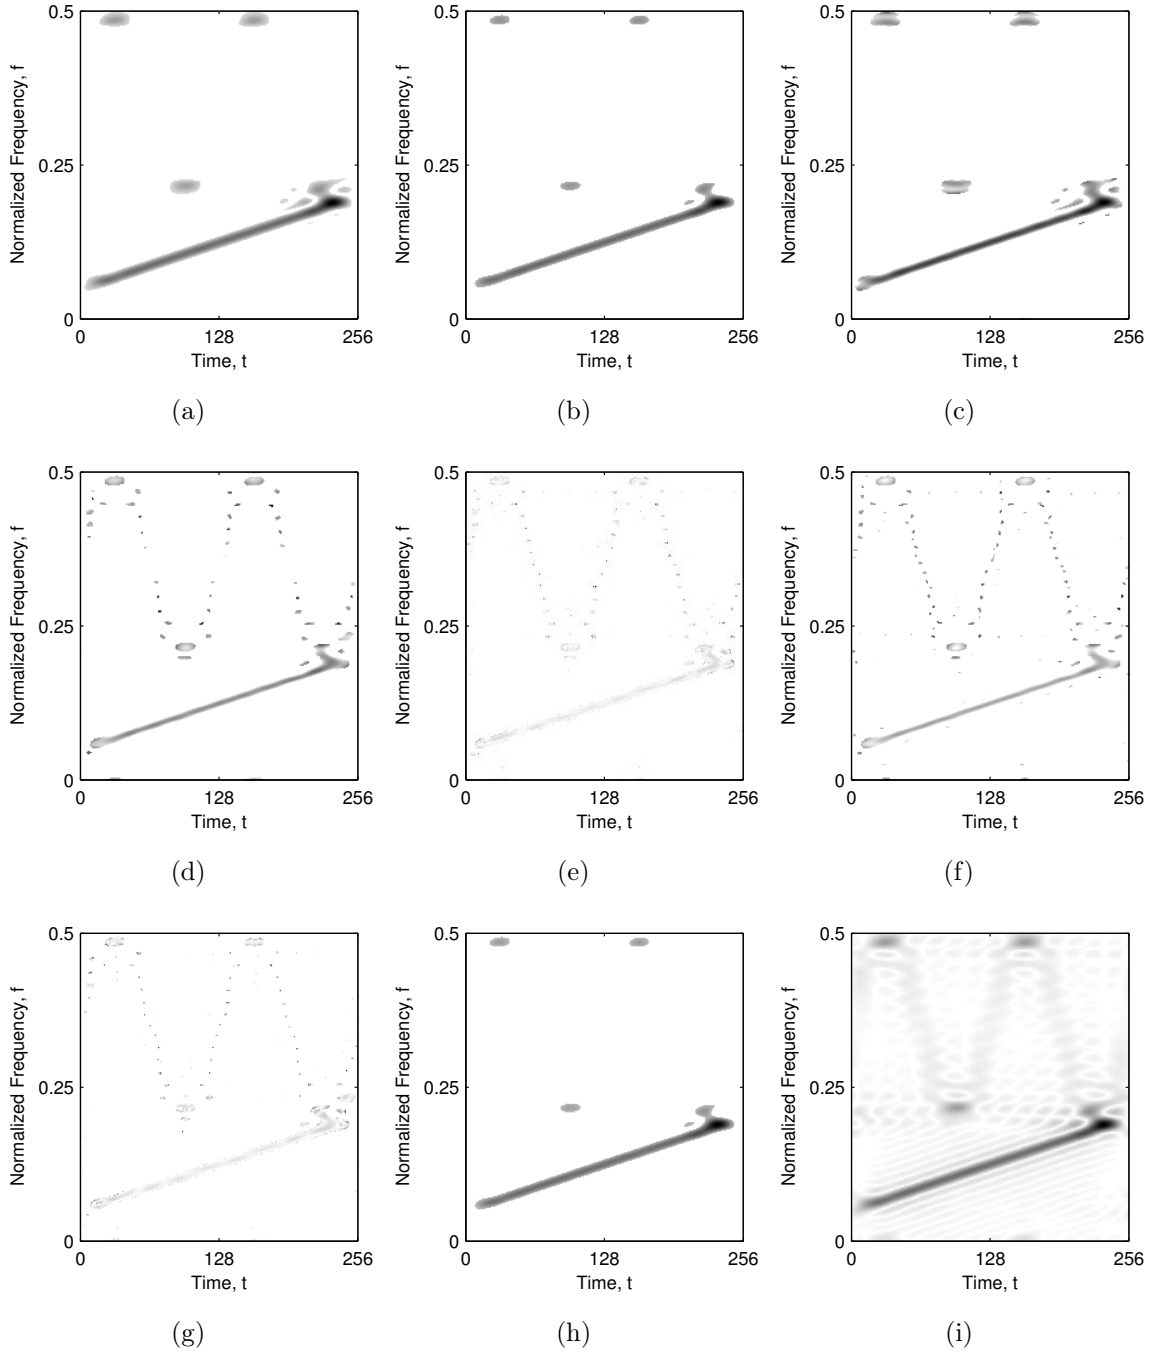 0.5 0.5 0.5
Normalized Frequency, f Normalized Frequency, f Normalized Frequency, f
0.25 0.25 0.25
0 0 0
0 128 256 0 128 256 0 128 256
Time, t Time, t Time, t
(a) (b) (c)
0.5 0.5 0.5
Normalized Frequency, f Normalized Frequency, f Normalized Frequency, f
0.25 0.25 0.25
0 0 0
0 128 256 0 128 256 0 128 256
Time, t Time, t Time, t
(d) (e) (f)
0.5 0.5 0.5
Normalized Frequency, f Normalized Frequency, f Normalized Frequency, f
0.25 0.25 0.25
0 0 0
0 128 256 0 128 256 0 128 256
Time, t Time, t Time, t
(g) (h) (i)